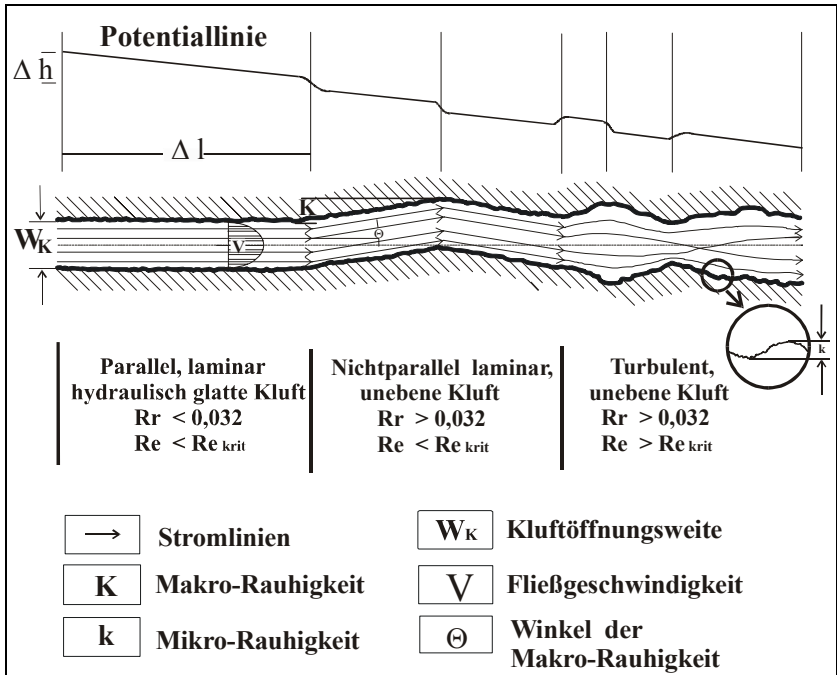 Potentiallinie
Δ h
Δ l
K
W K
V
Θ
k
Parallel, laminar
hydraulisch glatte Kluft
Rr < 0,032
Re < Re krit
Nichtparallel laminar,
unebene Kluft
Rr > 0,032
Re < Re krit
Turbulent,
unebene Kluft
Rr > 0,032
Re > Re krit
Stromlinien
K Makro-Rauhigkeit
k Mikro-Rauhigkeit
W K Kluftöffnungsweite
V Fließgeschwindigkeit
Θ Winkel der
Makro-Rauhigkeit